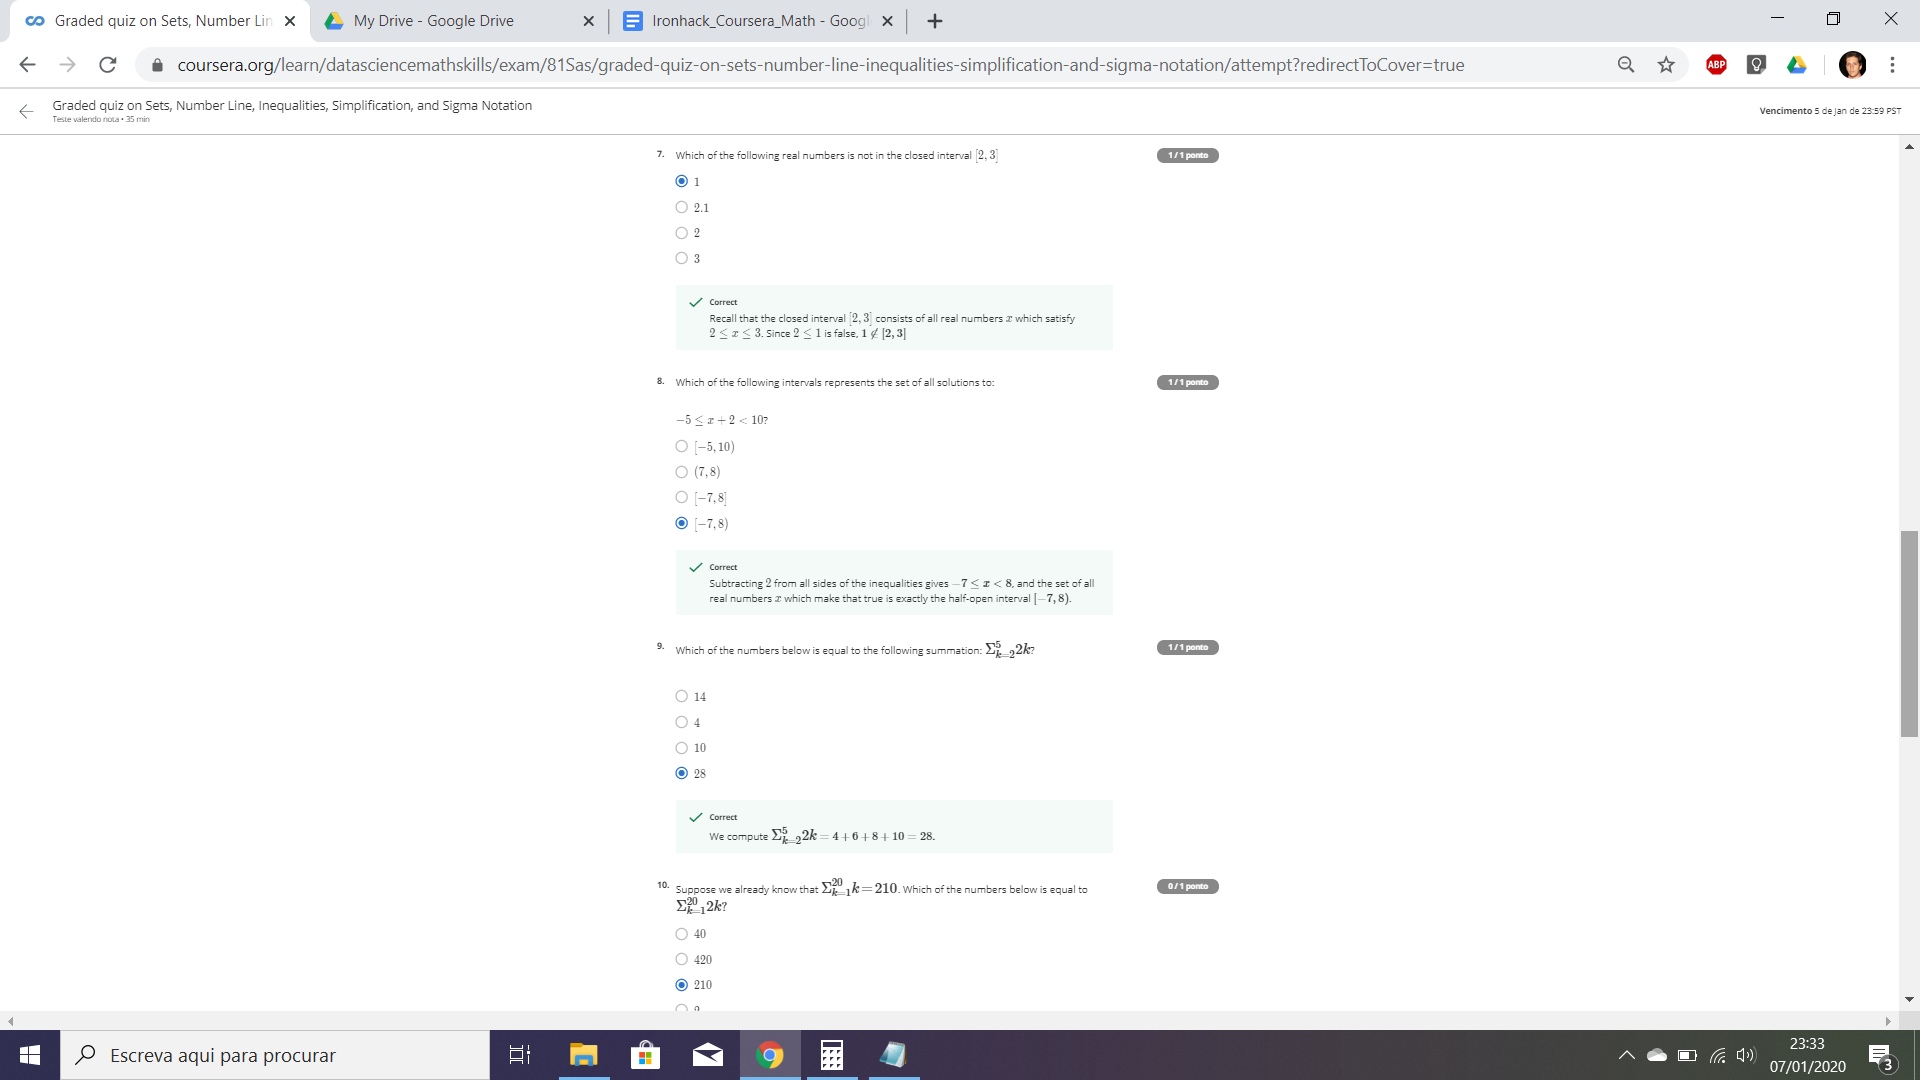 Graded quiz on Sets, Number Lin
My Drive - Google Drive
Ironhack_Coursera_Math - Googl
coursera.org/learn/datasciencemathskills/exam/81Sas/graded-quiz-on-sets-number-line-inequalities-simplification-and-sigma-notation/attempt?redirectToCover=true
ABP
Graded quiz on Sets, Number Line, Inequalities, Simplification, and Sigma Notation
Teste valendo nota • 35 min
Vencimento 5 de jan de 23:59 PST
7. Which of the following real numbers is not in the closed interval [2, 3]
1 / 1 ponto
1
2.1
2
3
Correct
Recall that the closed interval [2, 3] consists of all real numbers x which satisfy
2 ≤ x ≤ 3. Since 2 ≤ 1 is false, 1 ∉ [2, 3]
8. Which of the following intervals represents the set of all solutions to:
1 / 1 ponto
−5 ≤ x + 2 < 10?
[−5, 10)
(7, 8)
[−7, 8]
[−7, 8)
Correct
Subtracting 2 from all sides of the inequalities gives −7 ≤ x < 8, and the set of all
real numbers x which make that true is exactly the half-open interval [−7, 8).
9. Which of the numbers below is equal to the following summation: Σ⁵ₖ₌₂2k?
1 / 1 ponto
14
4
10
28
Correct
We compute Σ⁵ₖ₌₂2k = 4 + 6 + 8 + 10 = 28.
10. Suppose we already know that Σ²⁰ₖ₌₁k = 210. Which of the numbers below is equal to
0 / 1 ponto
Σ²⁰ₖ₌₁2k?
40
420
210
Escreva aqui para procurar
23:33
07/01/2020
3